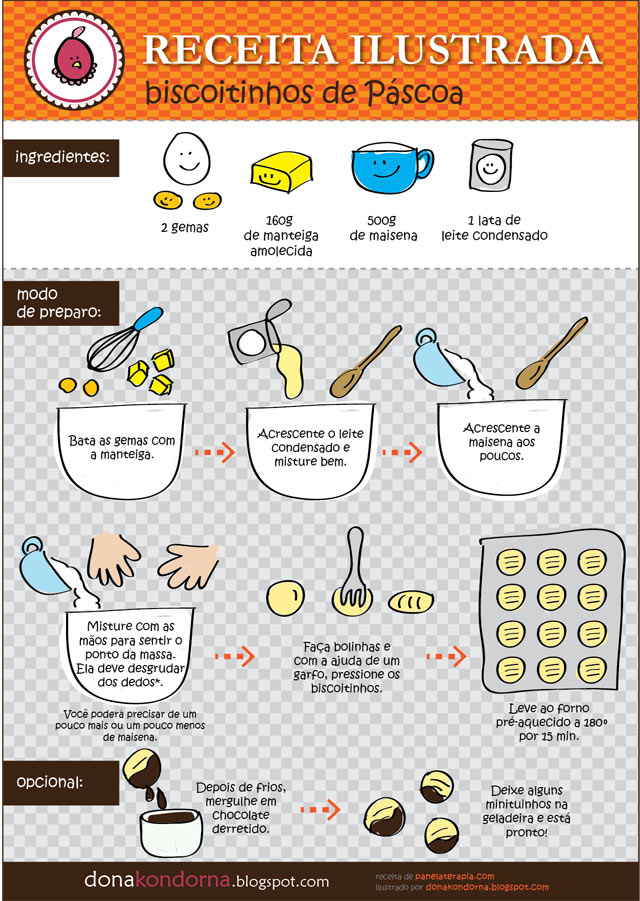 RECEITA ILUSTRADA
biscoitinhos de Páscoa
ingredientes:
2 gemas
160g
de manteiga
amolecida
500g
de maisena
1 lata de
leite condensado
modo
de preparo:
Bata as gemas com
a manteiga.
Acrescente o leite
condensado e
misture bem.
Acrescente a
maisena aos
poucos.
Misture com as
mãos para sentir o
ponto da massa.
Ela deve desgrudar
dos dedos*.
Você poderá precisar de um
pouco mais ou um pouco menos
de maisena.
Faça bolinhas e
com a ajuda de um
garfo, pressione os
biscoitinhos.
Leve ao forno
pré-aquecido a 180º
por 15 min.
opcional:
Depois de frios,
mergulhe em
chocolate
derretido.
Deixe alguns
minituinhos na
geladeira e está
pronto!
donakondorna.blogspot.com
receita de panelaterapia.com
ilustrado por donakondorna.blogspot.com